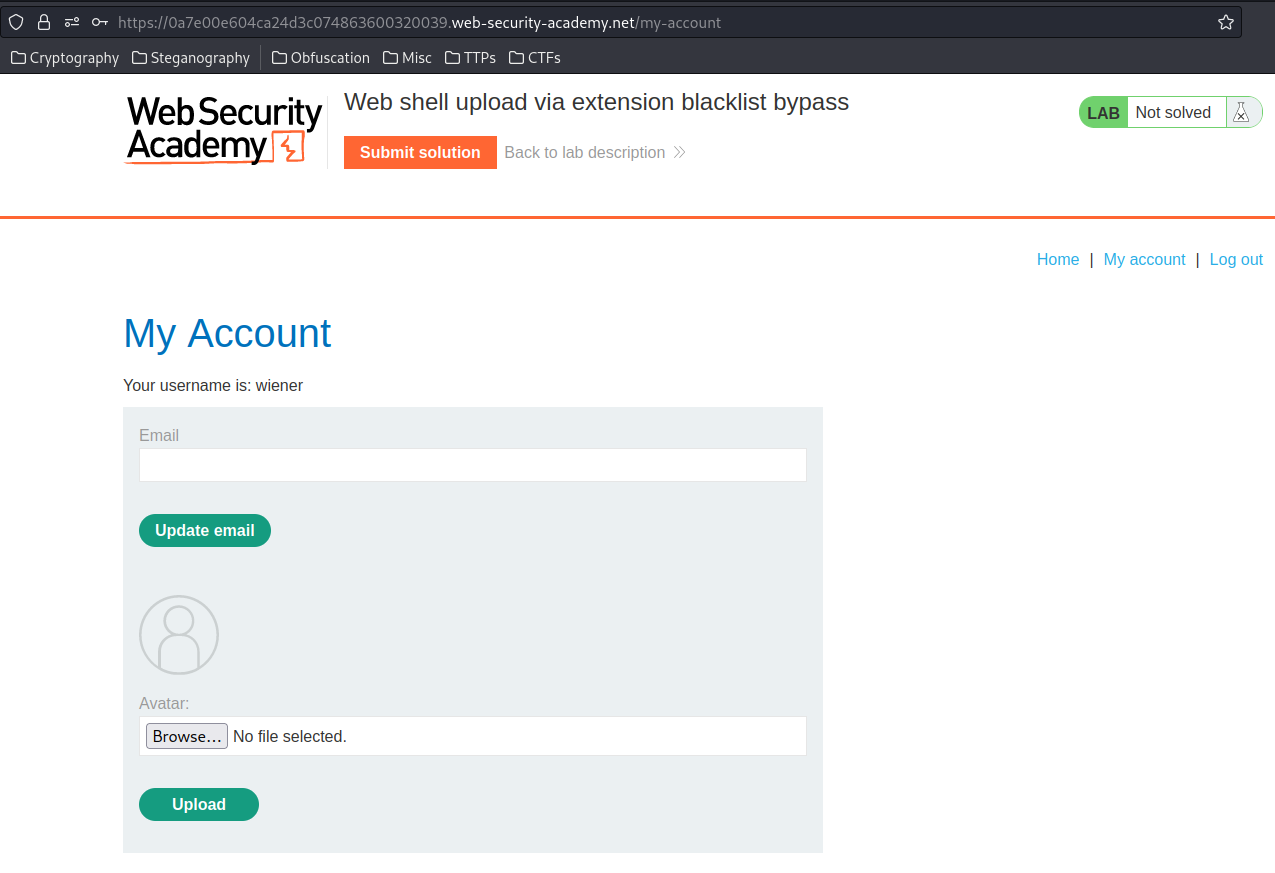 https://0a7e00e604ca24d3c074863600320039.web-security-academy.net/my-account
Cryptography Steganography Obfuscation Misc TTPs CTFs
WebSecurity
Academy
Web shell upload via extension blacklist bypass
Submit solution Back to lab description
LAB Not solved
Home | My account | Log out
My Account
Your username is: wiener
Email
Update email
Avatar:
Browse... No file selected.
Upload